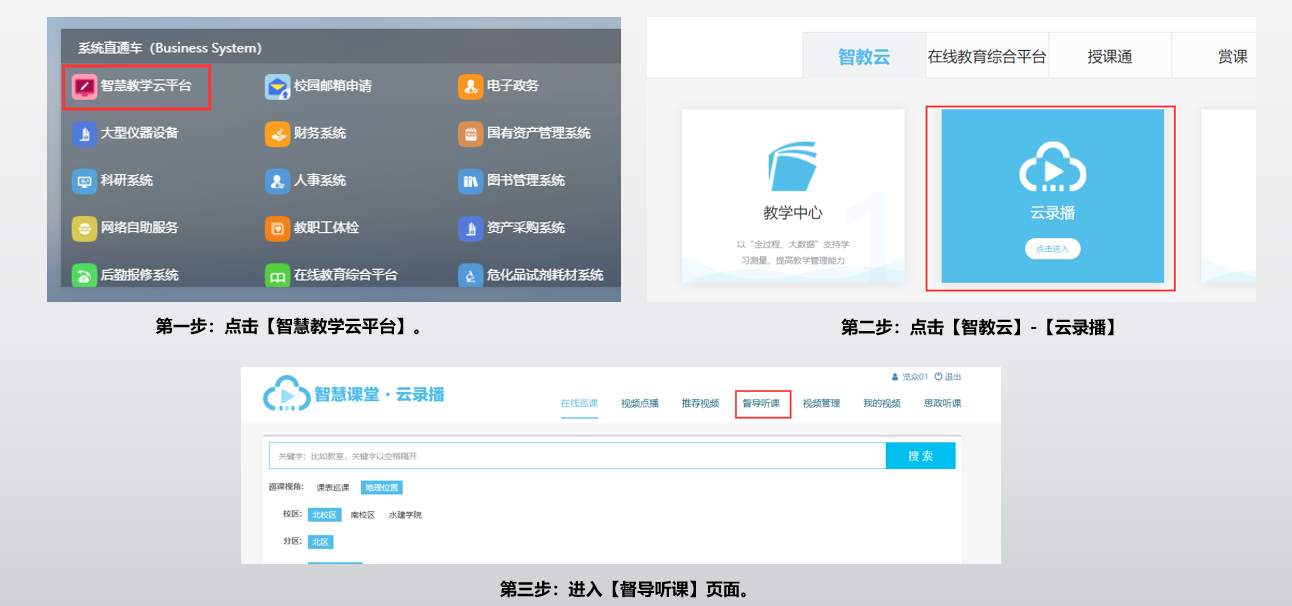 系统直通车（Business System）
智慧教学云平台 校园邮箱申请 电子政务
大型仪器设备 财务系统 国有资产管理系统
科研系统 人事系统 图书管理系统
网络自助服务 教职工体检 资产采购系统
后勤报修系统 在线教育综合平台 危化品试剂耗材系统
第一步：点击【智慧教学云平台】。
智教云 在线教育综合平台 授课通 赏课
教学中心
以“全过程、大数据”支持学
习测量，提高教学管理能力
1
云录播
点击进入
第二步：点击【智教云】-【云录播】
览众01 退出
智慧课堂·云录播
在线巡课 视频点播 推荐视频 督导听课 视频管理 我的视频 思政听课
关键字：比如教室，关键字以空格隔开 搜索
巡课视角： 课表巡课 地理位置
校区： 北校区 南校区 水建学院
分区： 北区
第三步：进入【督导听课】页面。